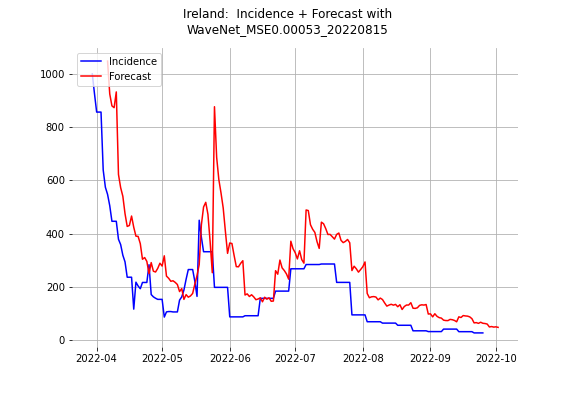 Ireland:  Incidence + Forecast with
WaveNet_MSE0.00053_20220815
Incidence
Forecast
1000
800
600
400
200
0
2022-04 2022-05 2022-06 2022-07 2022-08 2022-09 2022-10